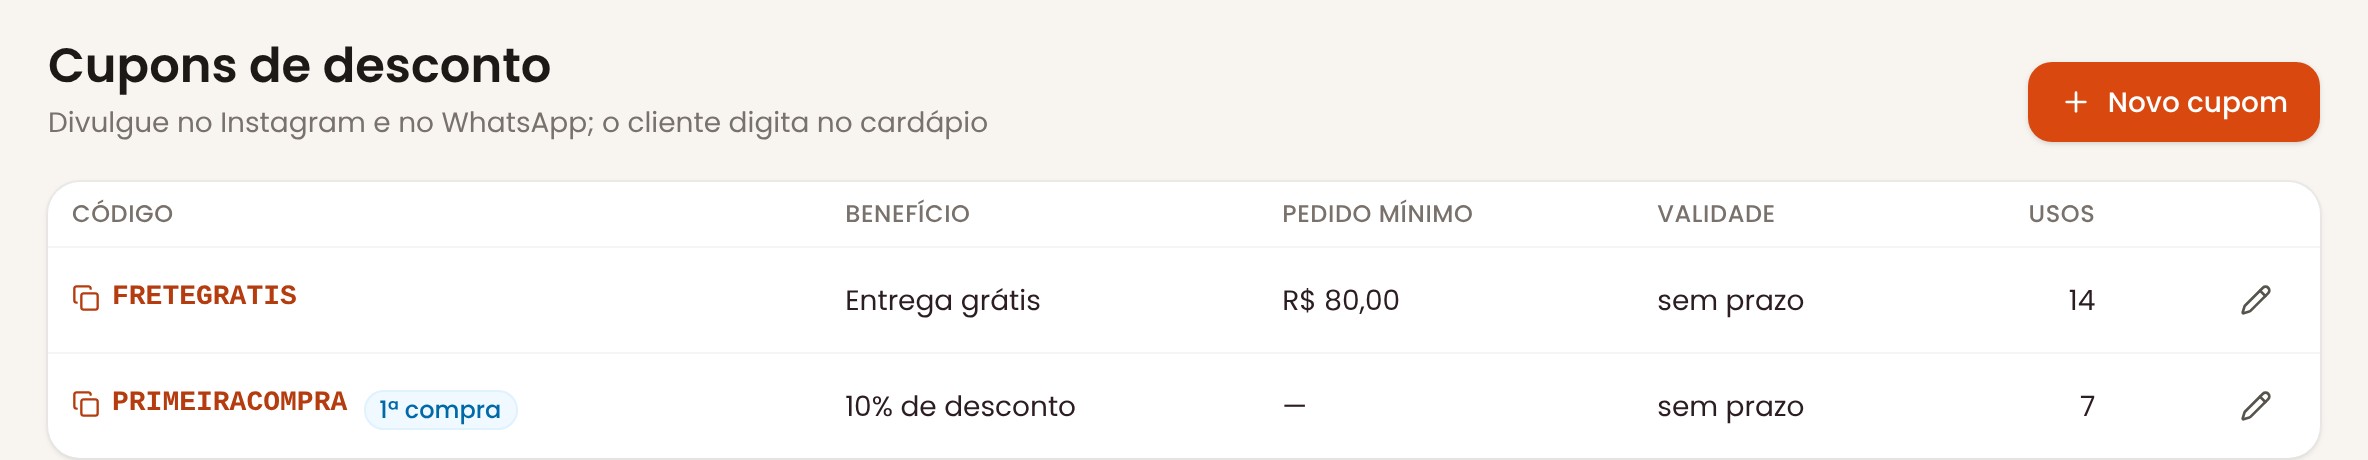 Cupons de desconto
Divulgue no Instagram e no WhatsApp; o cliente digita no cardápio
+ Novo cupom
CÓDIGO BENEFÍCIO PEDIDO MÍNIMO VALIDADE USOS
FRETEGRATIS Entrega grátis R$ 80,00 sem prazo 14
PRIMEIRACOMPRA 1ª compra 10% de desconto — sem prazo 7